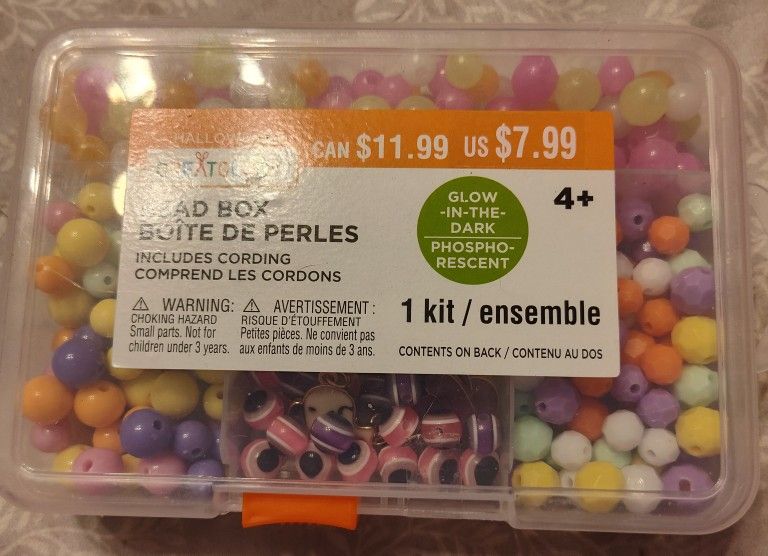 CAN $11.99 US $7.99
BOÎTE DE PERLES
BOX
INCLUDES CORDING
COMPREND LES CORDONS
GLOW
-IN-THE-
DARK
PHOSPHO-
RESCENT
4+
⚠ WARNING:
CHOKING HAZARD
Small parts. Not for
children under 3 years.
⚠ AVERTISSEMENT :
RISQUE D'ÉTOUFFEMENT
Petites pièces. Ne convient pas
aux enfants de moins de 3 ans.
1 kit / ensemble
CONTENTS ON BACK / CONTENU AU DOS